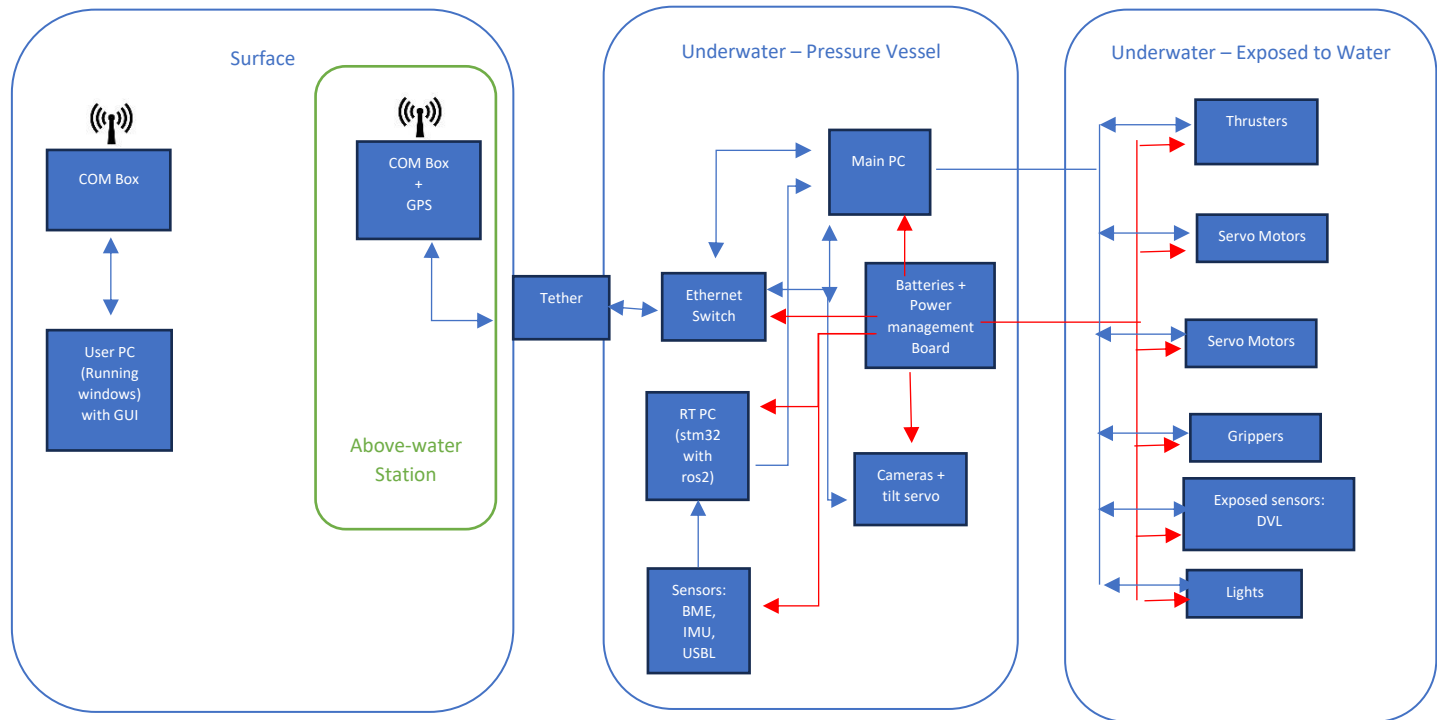 Surface
COM Box
User PC
(Running
windows)
with GUI
COM Box
+
GPS
Above-water
Station
Tether
Underwater – Pressure Vessel
Main PC
Ethernet
Switch
Batteries +
Power
management
Board
RT PC
(stm32
with
ros2)
Cameras +
tilt servo
Sensors:
BME,
IMU,
USBL
Underwater – Exposed to Water
Thrusters
Servo Motors
Servo Motors
Grippers
Exposed sensors:
DVL
Lights